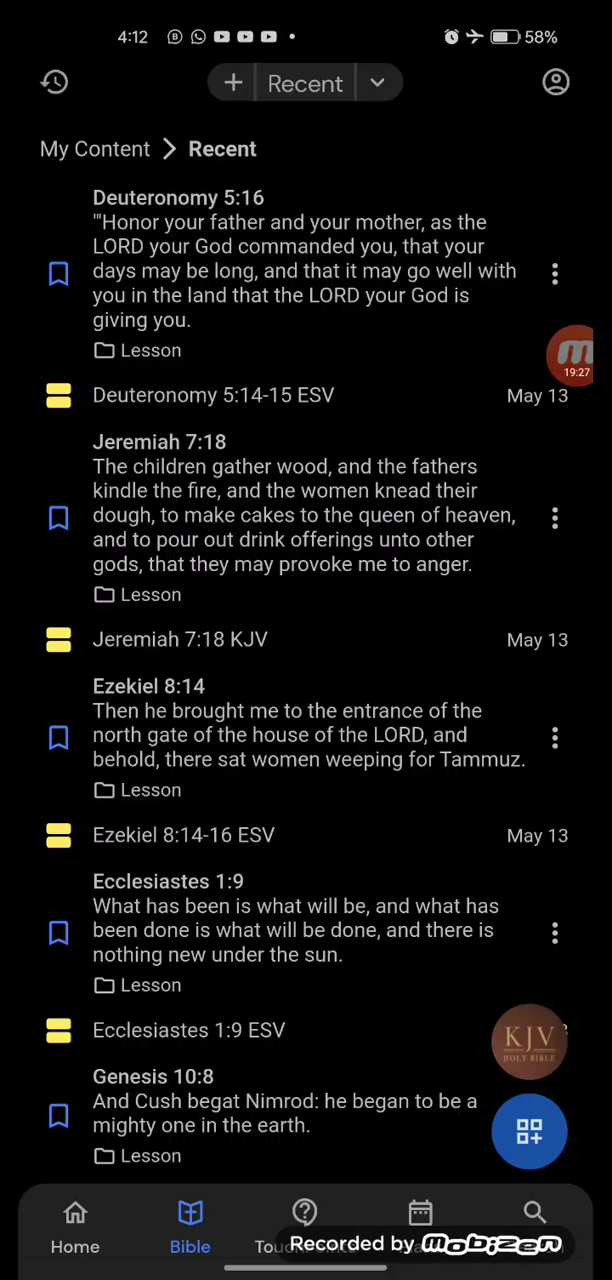 4:12
58%
+ Recent
My Content > Recent
Deuteronomy 5:16
"'Honor your father and your mother, as the
LORD your God commanded you, that your
days may be long, and that it may go well with
you in the land that the LORD your God is
giving you.
Lesson
19:27
Deuteronomy 5:14-15 ESV May 13
Jeremiah 7:18
The children gather wood, and the fathers
kindle the fire, and the women knead their
dough, to make cakes to the queen of heaven,
and to pour out drink offerings unto other
gods, that they may provoke me to anger.
Lesson
Jeremiah 7:18 KJV May 13
Ezekiel 8:14
Then he brought me to the entrance of the
north gate of the house of the LORD, and
behold, there sat women weeping for Tammuz.
Lesson
Ezekiel 8:14-16 ESV May 13
Ecclesiastes 1:9
What has been is what will be, and what has
been done is what will be done, and there is
nothing new under the sun.
Lesson
Ecclesiastes 1:9 ESV
KJV
HOLY BIBLE
Genesis 10:8
And Cush begat Nimrod: he began to be a
mighty one in the earth.
Lesson
Home Bible
Recorded by mobizen